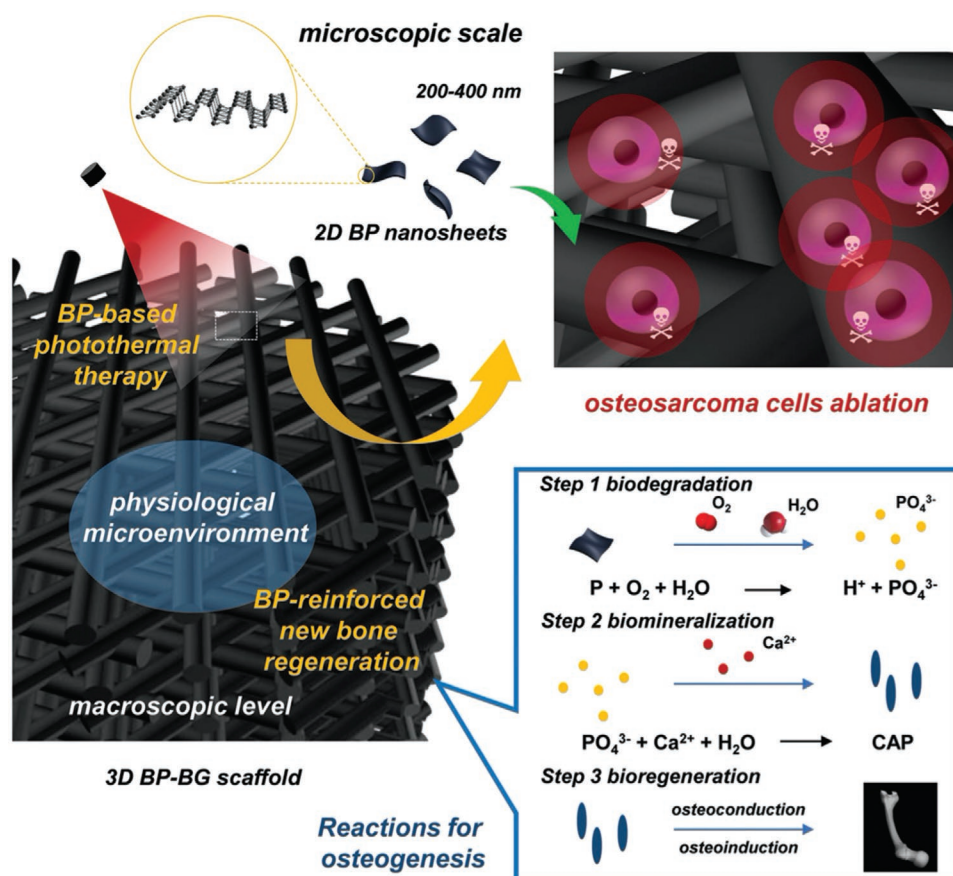 microscopic scale
200-400 nm
2D BP nanosheets
BP-based
photothermal
therapy
osteosarcoma cells ablation
physiological
microenvironment
BP-reinforced
new bone
regeneration
macroscopic level
3D BP-BG scaffold
Reactions for
osteogenesis
Step 1 biodegradation
O₂
H₂O
PO₄³⁻
P + O₂ + H₂O
H⁺ + PO₄³⁻
Step 2 biomineralization
Ca²⁺
PO₄³⁻ + Ca²⁺ + H₂O
CAP
Step 3 bioregeneration
osteoconduction
osteoinduction